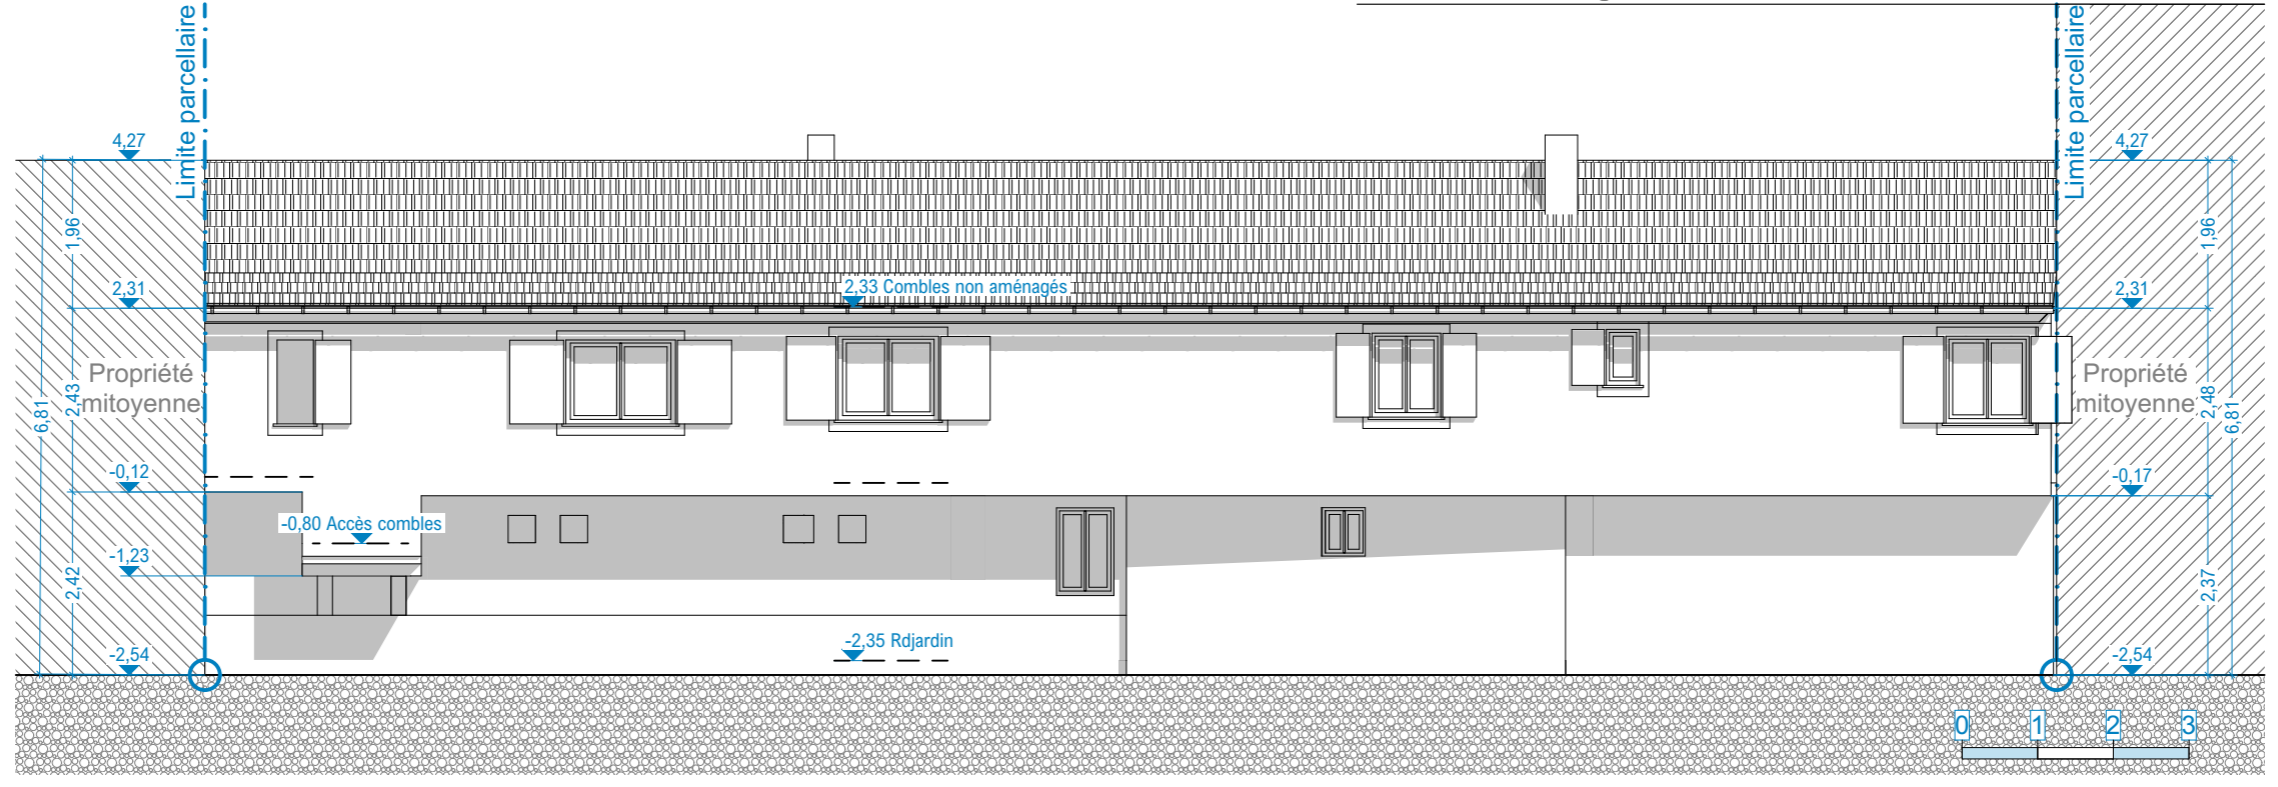 Limite parcellaire
Limite parcellaire
4,27
4,27
1,96
1,96
2,31
2,33 Combles non aménagés
2,31
Propriété
mitoyenne
Propriété
mitoyenne
6,81
2,43
2,48
6,81
-0,12
-0,17
-0,80 Accès combles
-1,23
2,42
2,37
-2,35 Rdjardin
-2,54
-2,54
0 1 2 3